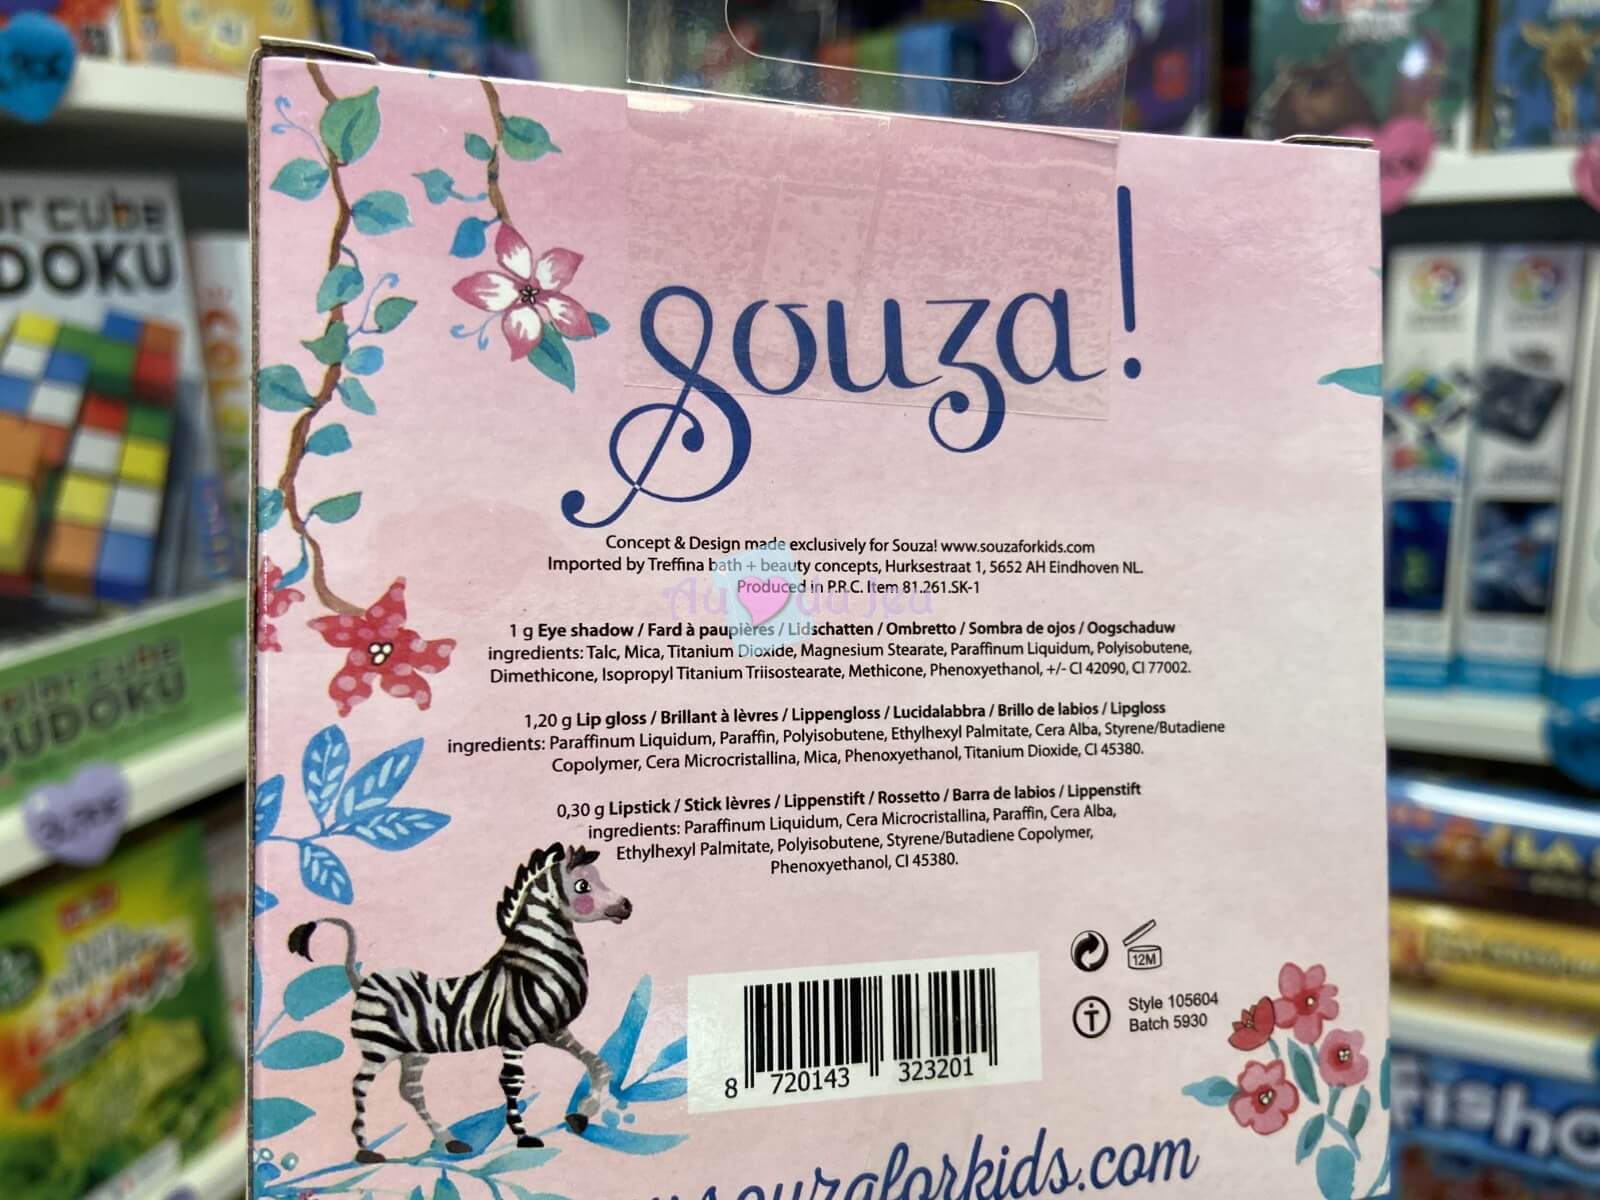 Souza!
Concept & Design made exclusively for Souza! www.souzaforkids.com
Imported by Treffina bath + beauty concepts, Hurksestraat 1, 5652 AH Eindhoven NL.
Produced in P.R.C. Item 81.261.SK-1
Au du Jeu
1 g Eye shadow / Fard à paupières / Lidschatten / Ombretto / Sombra de ojos / Oogschaduw
ingredients: Talc, Mica, Titanium Dioxide, Magnesium Stearate, Paraffinum Liquidum, Polyisobutene,
Dimethicone, Isopropyl Titanium Triisostearate, Methicone, Phenoxyethanol, +/- CI 42090, CI 77002.
1,20 g Lip gloss / Brillant à lèvres / Lippengloss / Lucidalabbra / Brillo de labios / Lipgloss
ingredients: Paraffinum Liquidum, Paraffin, Polyisobutene, Ethylhexyl Palmitate, Cera Alba, Styrene/Butadiene
Copolymer, Cera Microcristallina, Mica, Phenoxyethanol, Titanium Dioxide, CI 45380.
0,30 g Lipstick / Stick lèvres / Lippenstift / Rossetto / Barra de labios / Lippenstift
ingredients: Paraffinum Liquidum, Cera Microcristallina, Paraffin, Cera Alba,
Ethylhexyl Palmitate, Polyisobutene, Styrene/Butadiene Copolymer,
Phenoxyethanol, CI 45380.
12M
Style 105604
Batch 5930
8 720143 323201
souzaforkids.com
cube
DOKU
cube
SUDOKU